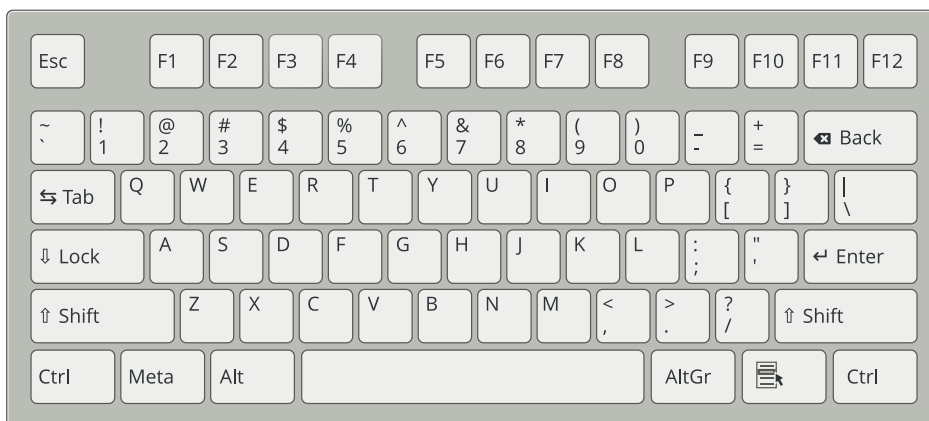 Esc F1 F2 F3 F4 F5 F6 F7 F8 F9 F10 F11 F12
~ ! @ # $ % ^ & * ( ) _ +
` 1 2 3 4 5 6 7 8 9 0 - = Back
Tab Q W E R T Y U I O P { } |
[ ] \
Lock A S D F G H J K L : "
; ' Enter
Shift Z X C V B N M < > ?
, . / Shift
Ctrl Meta Alt AltGr Ctrl